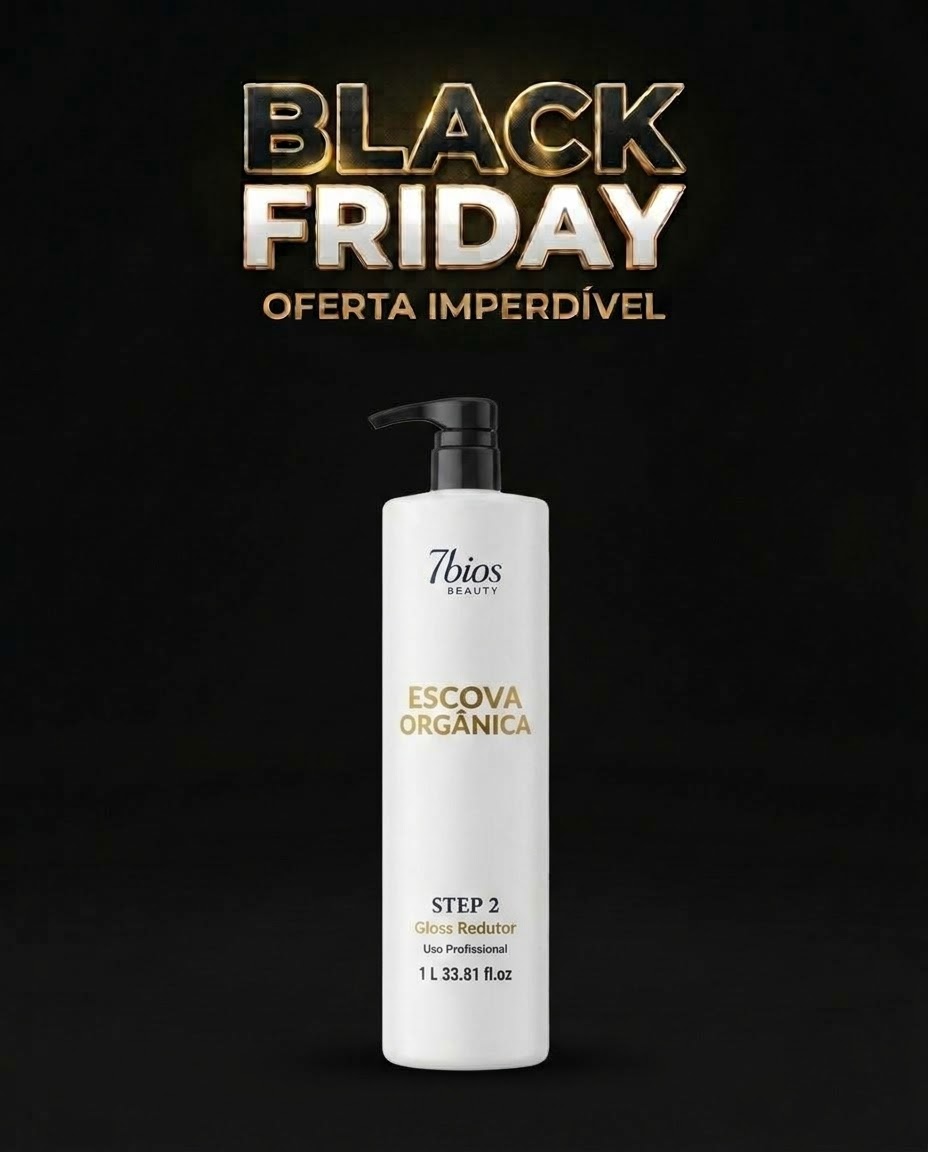 BLACK
FRIDAY
OFERTA IMPERDÍVEL
7bios
BEAUTY
ESCOVA
ORGÂNICA
STEP 2
Gloss Redutor
Uso Profissional
1 L 33.81 fl.oz